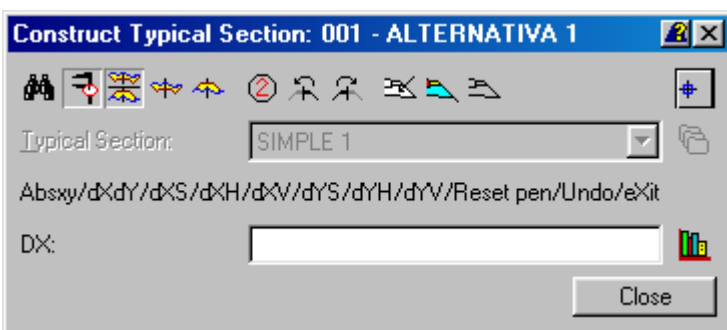 Construct Typical Section: 001 - ALTERNATIVA 1
2
Typical Section: SIMPLE 1
Absxy/dXdY/dXS/dXH/dXV/dYS/dYH/dYV/Reset pen/Undo/eXit
DX:
Close